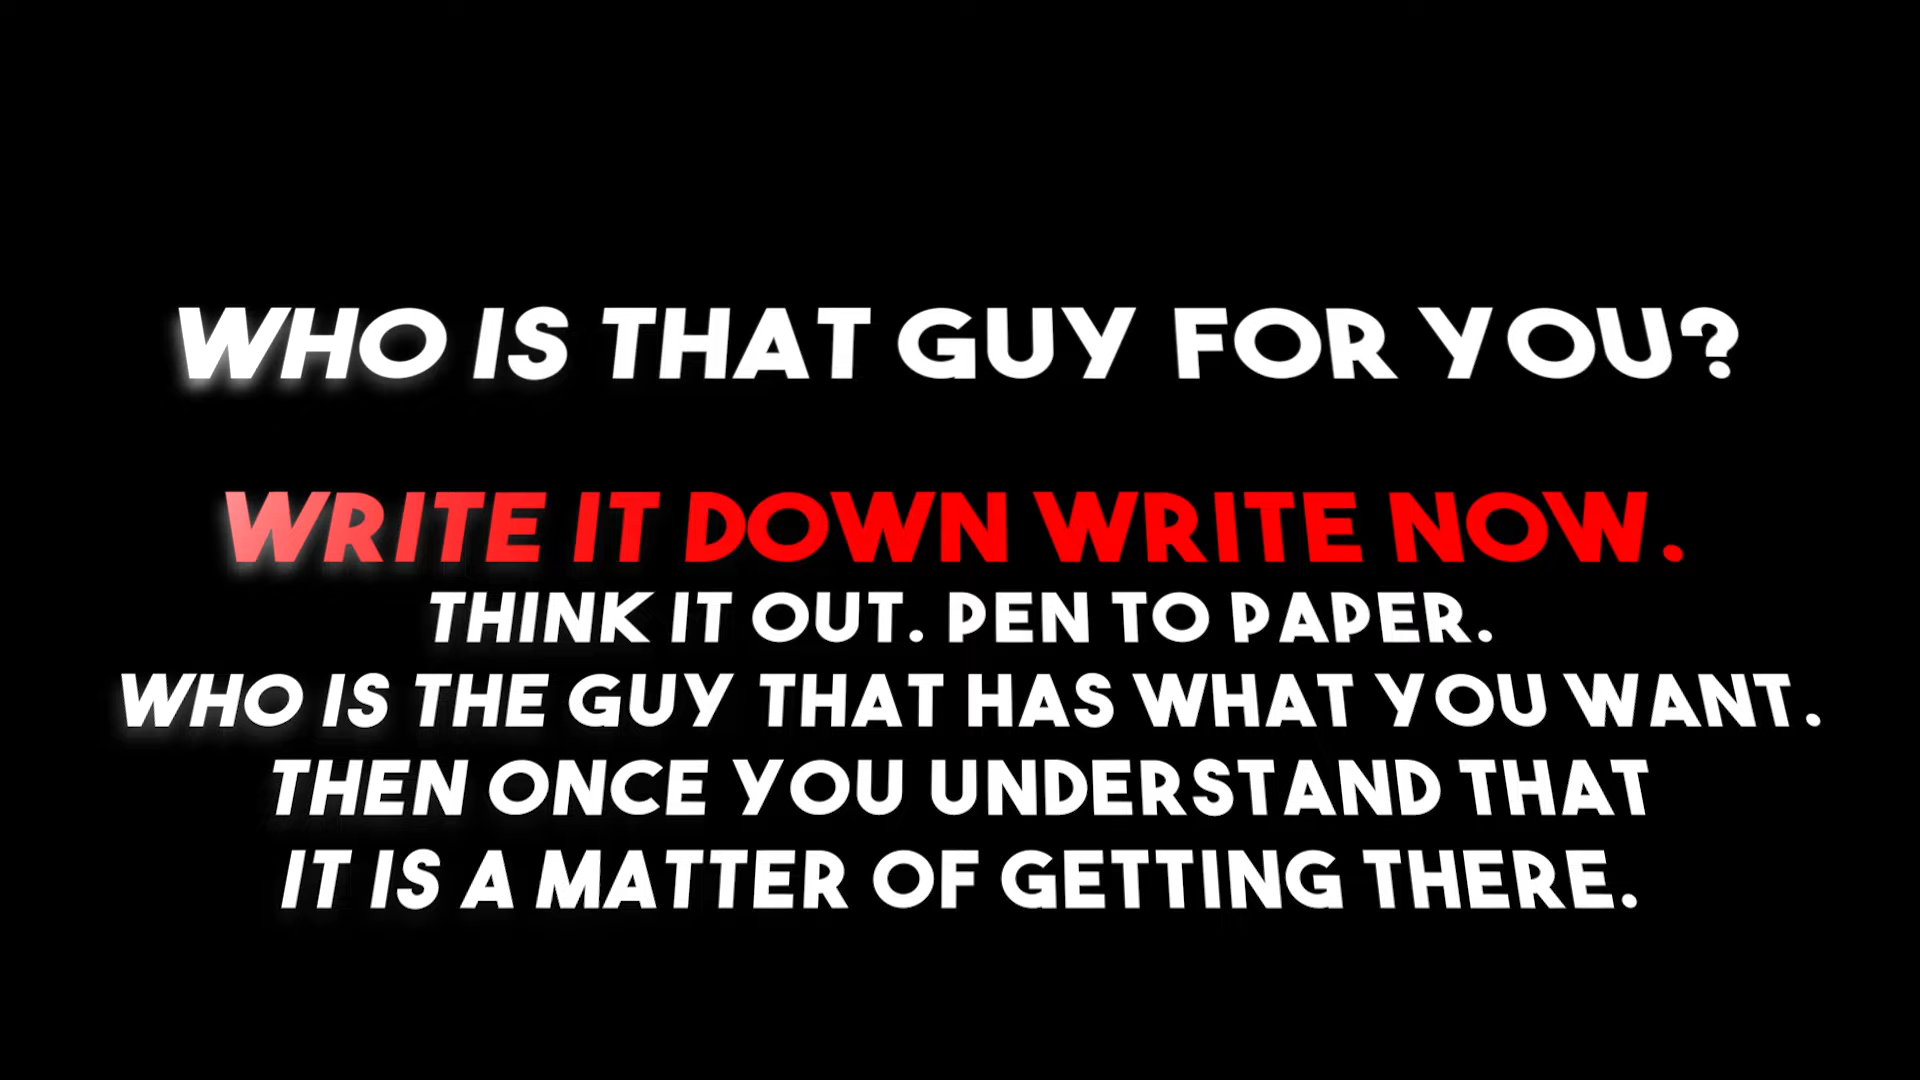 WHO IS THAT GUY FOR YOU?
WRITE IT DOWN WRITE NOW.
THINK IT OUT. PEN TO PAPER.
WHO IS THE GUY THAT HAS WHAT YOU WANT.
THEN ONCE YOU UNDERSTAND THAT
IT IS A MATTER OF GETTING THERE.